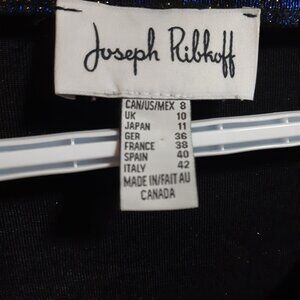 Joseph Ribkoff
CAN/US/MEX 8
UK 10
JAPAN 11
GER 36
FRANCE 38
SPAIN 40
ITALY 42
MADE IN/FAIT AU
CANADA